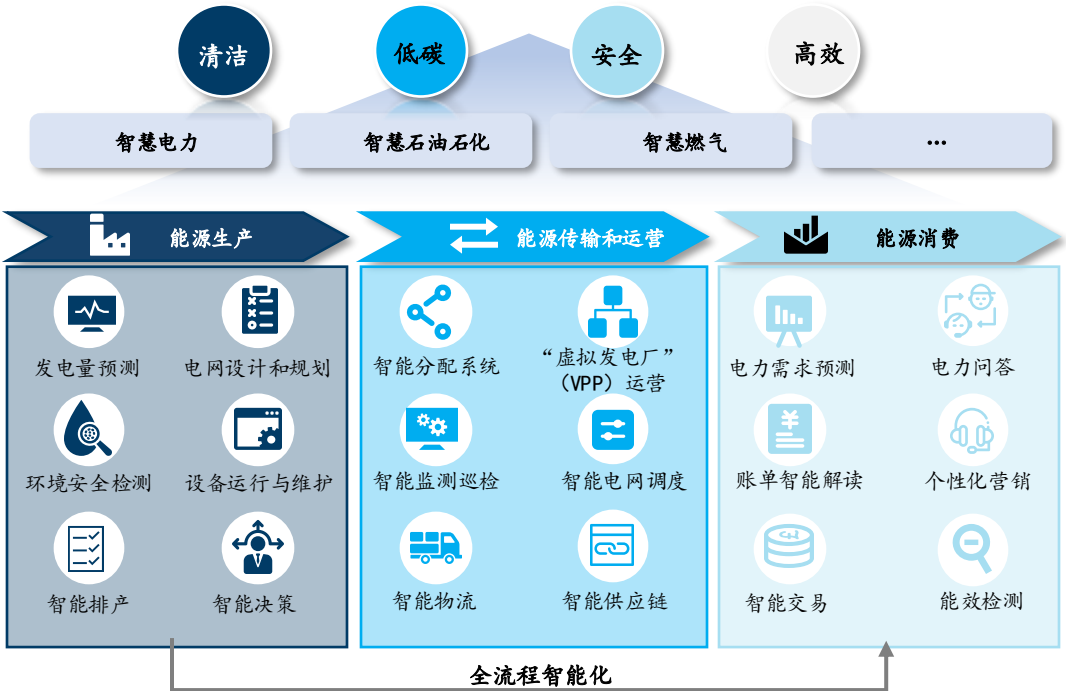 清洁
低碳
安全
高效
智慧电力
智慧石油石化
智慧燃气
…
能源生产
能源传输和运营
能源消费
发电量预测
电网设计和规划
环境安全检测
设备运行与维护
智能排产
智能决策
智能分配系统
“虚拟发电厂”
（VPP）运营
智能监测巡检
智能电网调度
智能物流
智能供应链
电力需求预测
电力问答
账单智能解读
个性化营销
智能交易
能效检测
全流程智能化